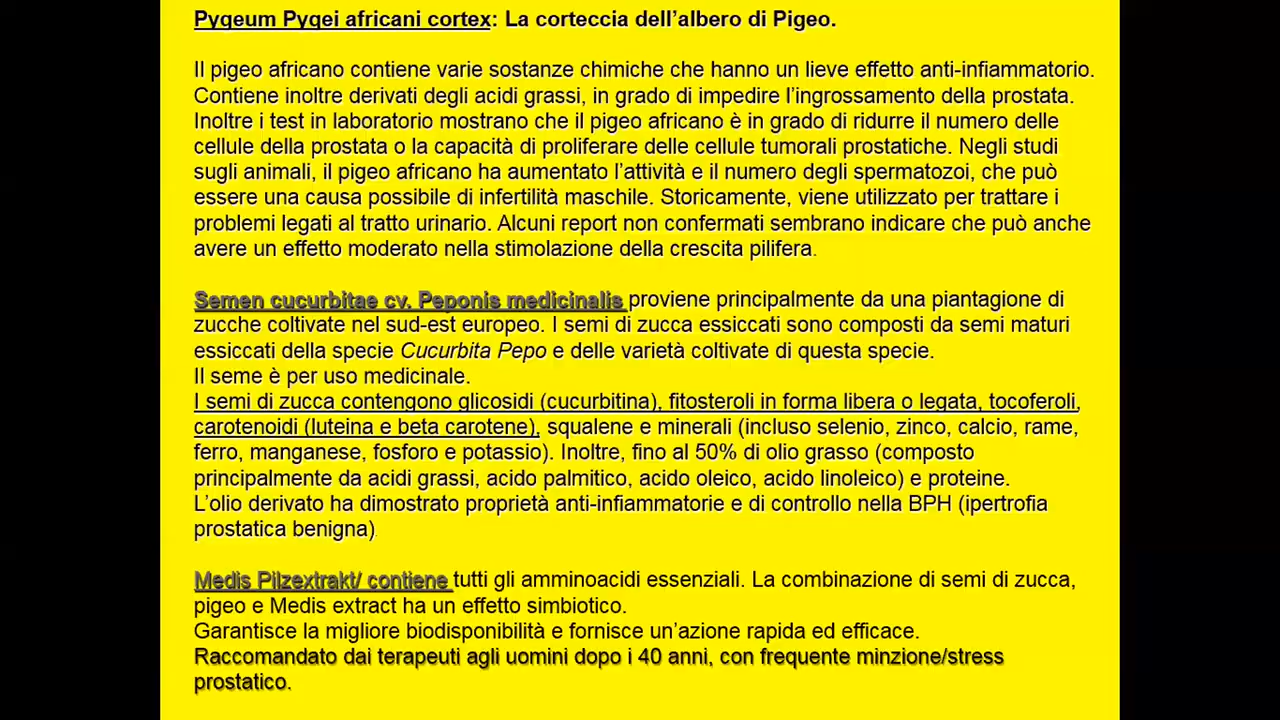 Pygeum Pygei africani cortex: La corteccia dell’albero di Pigeo.
Il pigeo africano contiene varie sostanze chimiche che hanno un lieve effetto anti-infiammatorio.
Contiene inoltre derivati degli acidi grassi, in grado di impedire l’ingrossamento della prostata.
Inoltre i test in laboratorio mostrano che il pigeo africano è in grado di ridurre il numero delle
cellule della prostata o la capacità di proliferare delle cellule tumorali prostatiche. Negli studi
sugli animali, il pigeo africano ha aumentato l’attività e il numero degli spermatozoi, che può
essere una causa possibile di infertilità maschile. Storicamente, viene utilizzato per trattare i
problemi legati al tratto urinario. Alcuni report non confermati sembrano indicare che può anche
avere un effetto moderato nella stimolazione della crescita pilifera.
Semen cucurbitae cv. Peponis medicinalis proviene principalmente da una piantagione di
zucche coltivate nel sud-est europeo. I semi di zucca essiccati sono composti da semi maturi
essiccati della specie Cucurbita Pepo e delle varietà coltivate di questa specie.
Il seme è per uso medicinale.
I semi di zucca contengono glicosidi (cucurbitina), fitosteroli in forma libera o legata, tocoferoli,
carotenoidi (luteina e beta carotene), squalene e minerali (incluso selenio, zinco, calcio, rame,
ferro, manganese, fosforo e potassio). Inoltre, fino al 50% di olio grasso (composto
principalmente da acidi grassi, acido palmitico, acido oleico, acido linoleico) e proteine.
L’olio derivato ha dimostrato proprietà anti-infiammatorie e di controllo nella BPH (ipertrofia
prostatica benigna).
Medis Pilzextrakt/ contiene tutti gli amminoacidi essenziali. La combinazione di semi di zucca,
pigeo e Medis extract ha un effetto simbiotico.
Garantisce la migliore biodisponibilità e fornisce un’azione rapida ed efficace.
Raccomandato dai terapeuti agli uomini dopo i 40 anni, con frequente minzione/stress
prostatico.